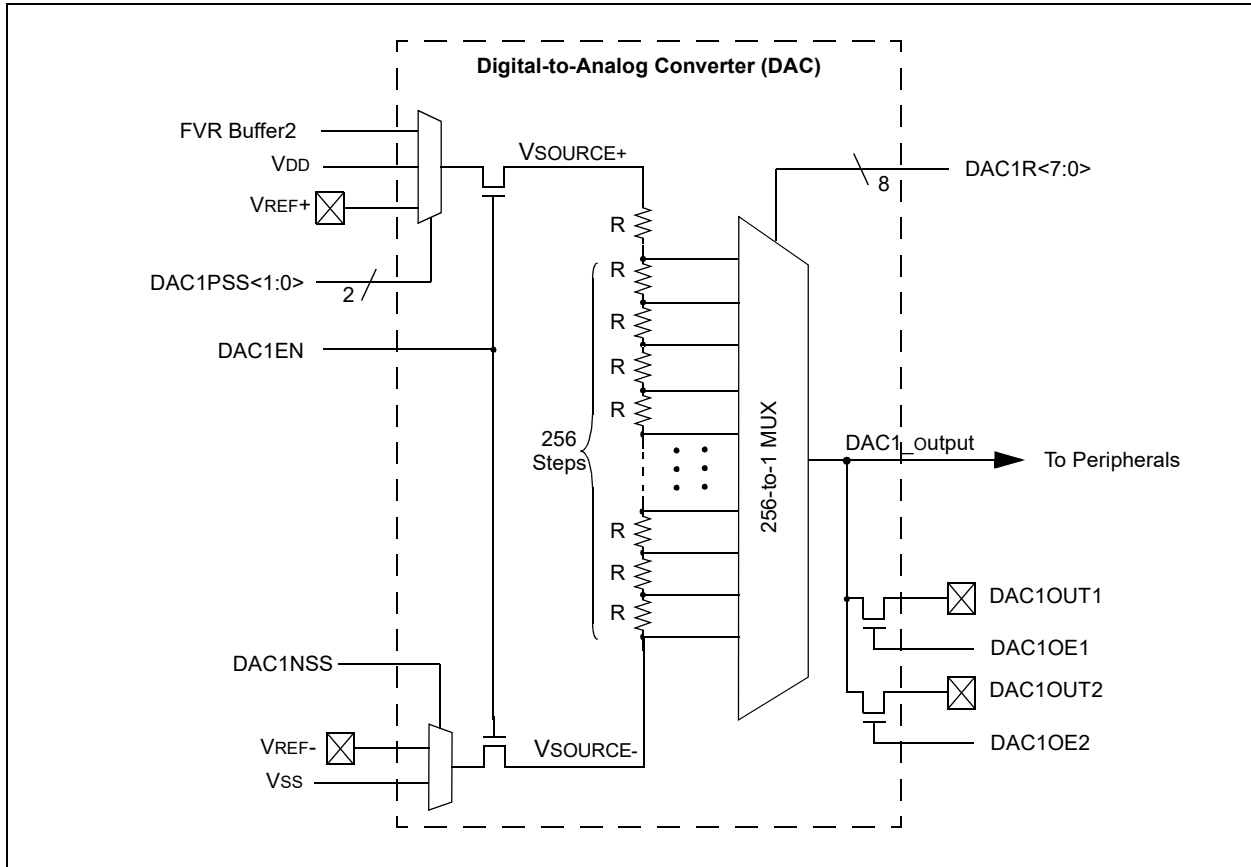 Digital-to-Analog Converter (DAC)
FVR Buffer2
VDD
VREF+
DAC1PSS<1:0>
2
DAC1EN
VSOURCE+
8
DAC1R<7:0>
R
R
R
R
R
256
Steps
R
R
R
256-to-1 MUX
DAC1_output
To Peripherals
DAC1OUT1
DAC1OE1
DAC1OUT2
DAC1OE2
DAC1NSS
VREF-
VSS
VSOURCE-